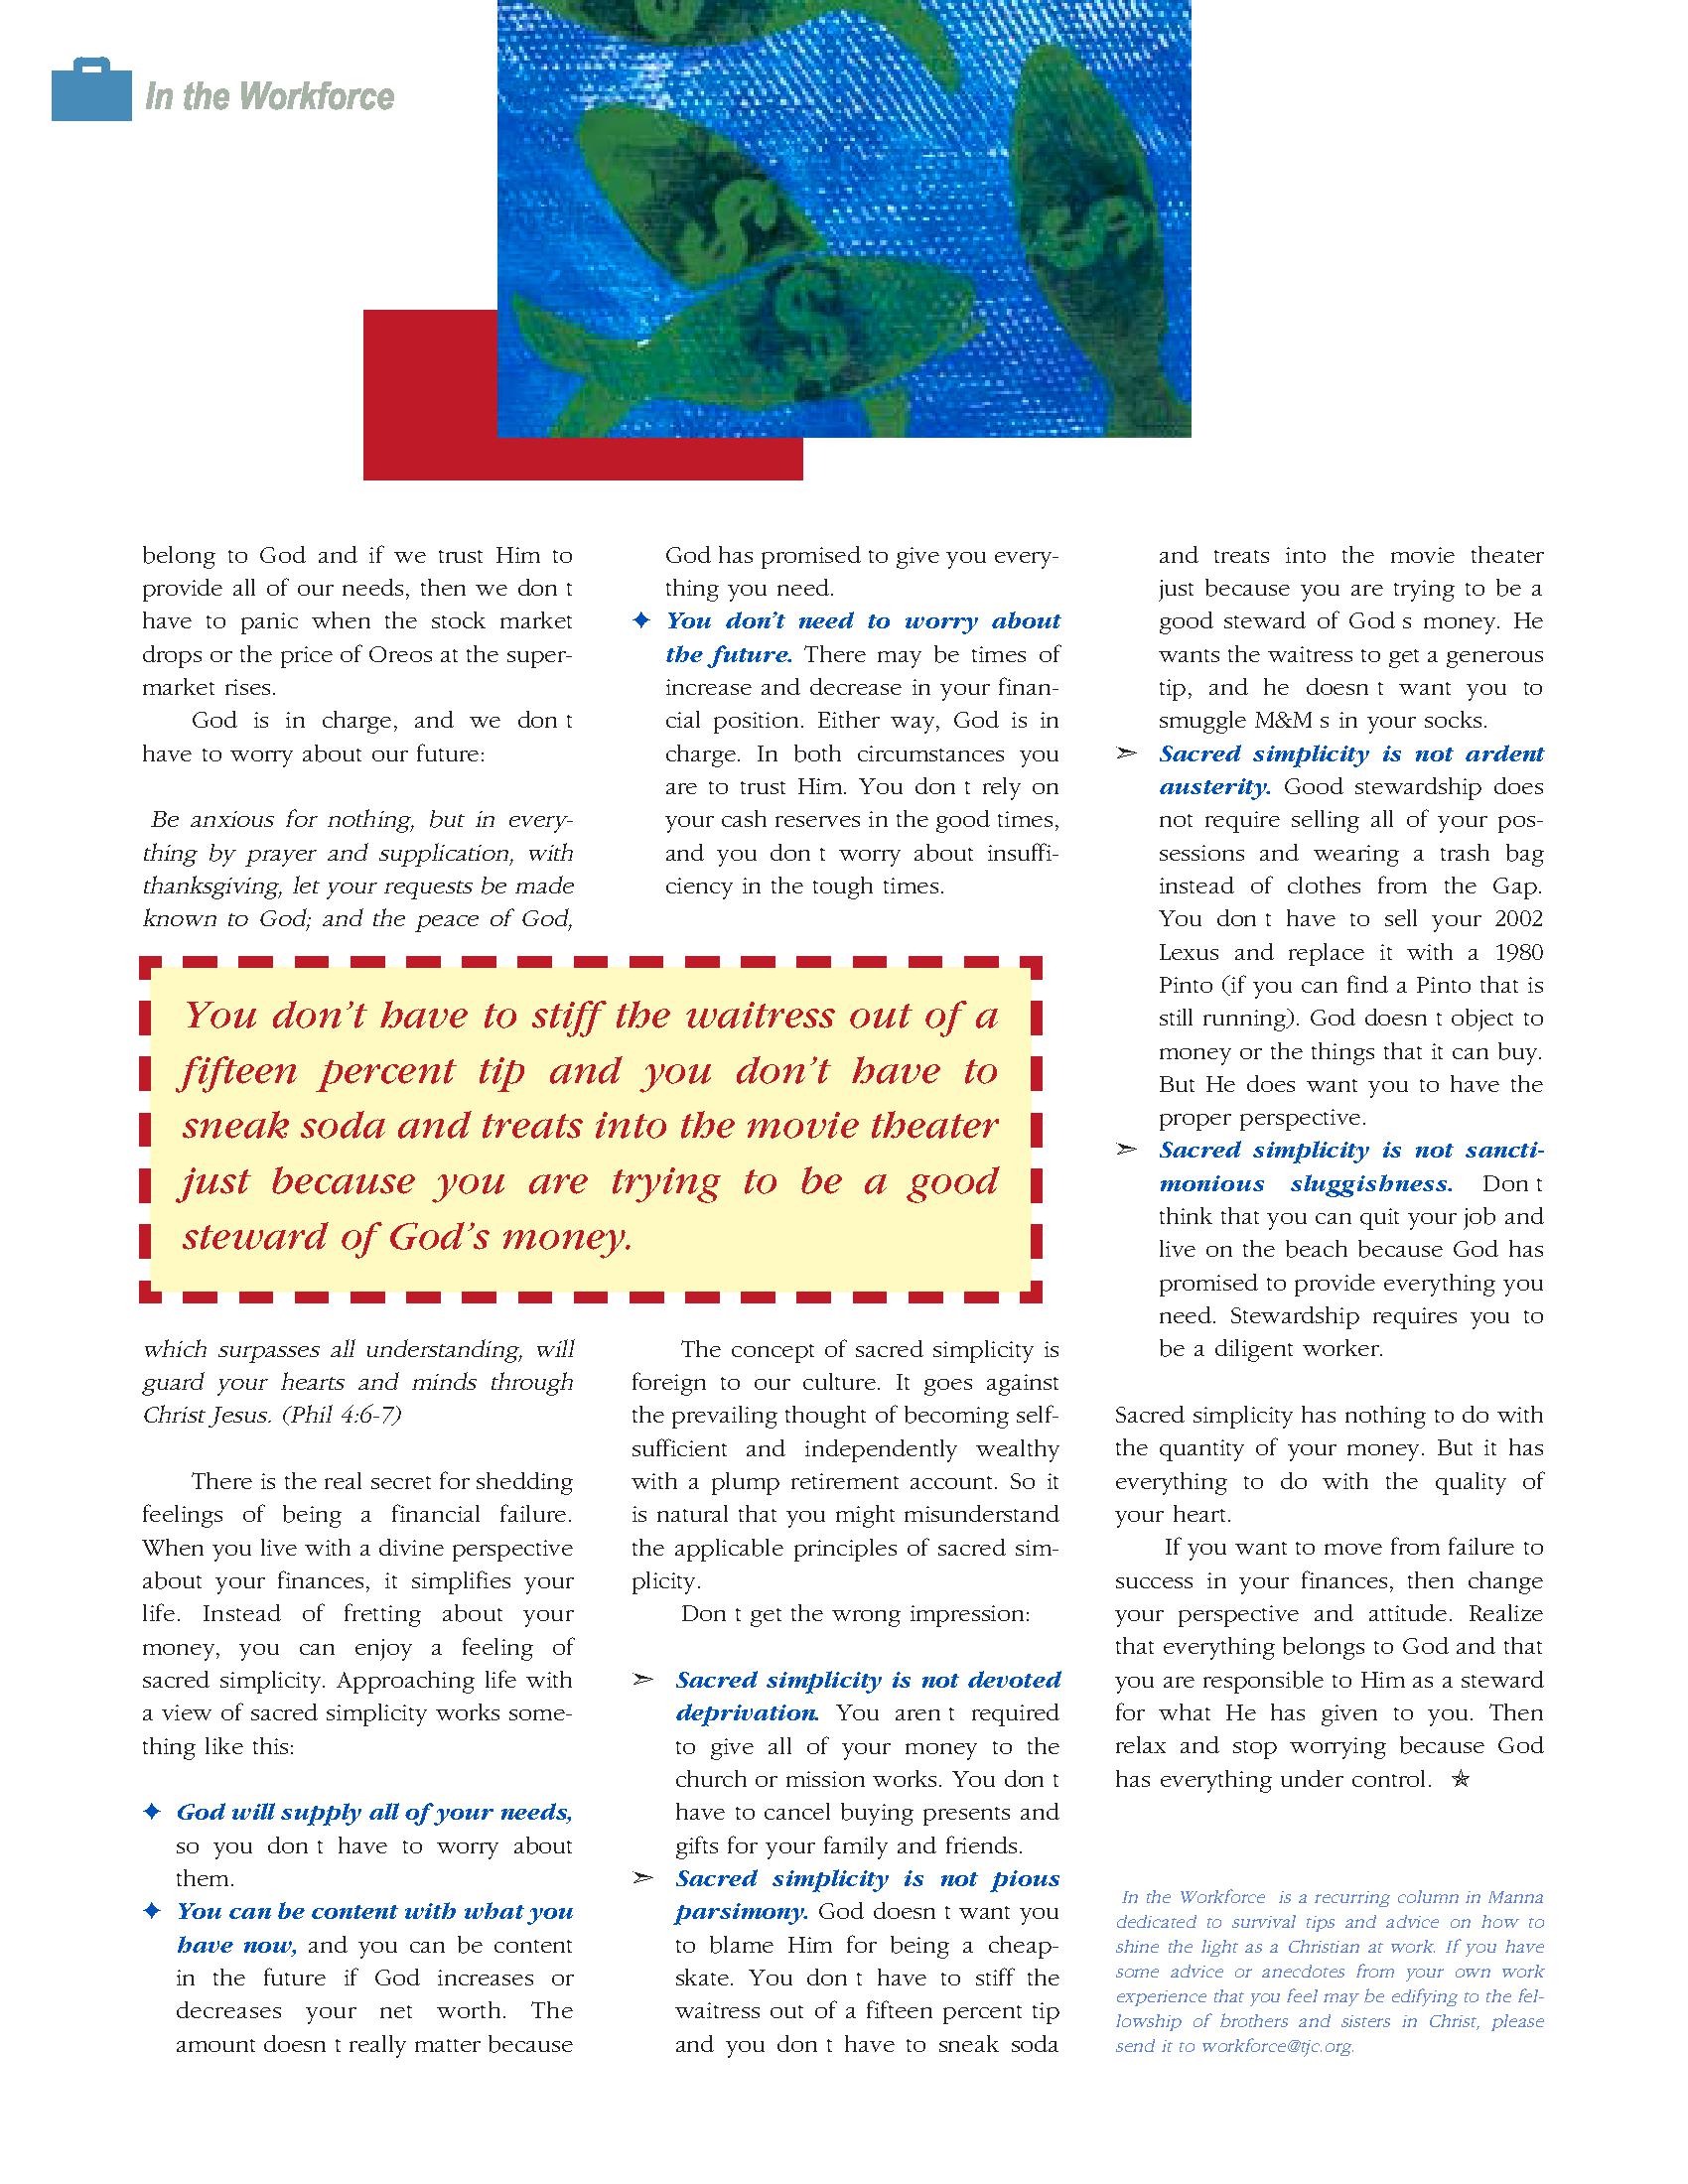 In the Workforce
belong to God and if we trust Him to
provide all of our needs, then we don t
have to panic when the stock market
drops or the price of Oreos at the super-
market rises.
God is in charge, and we don t
have to worry about our future:
Be anxious for nothing, but in every-
thing by prayer and supplication, with
thanksgiving, let your requests be made
known to God; and the peace of God,
which surpasses all understanding, will
guard your hearts and minds through
Christ Jesus. (Phil 4:6-7)
There is the real secret for shedding
feelings of being a financial failure.
When you live with a divine perspective
about your finances, it simplifies your
life. Instead of fretting about your
money, you can enjoy a feeling of
sacred simplicity. Approaching life with
a view of sacred simplicity works some-
thing like this:
✦ God will supply all of your needs,
so you don t have to worry about
them.
✦ You can be content with what you
have now, and you can be content
in the future if God increases or
decreases your net worth. The
amount doesn t really matter because
God has promised to give you every-
thing you need.
✦ You don't need to worry about
the future. There may be times of
increase and decrease in your finan-
cial position. Either way, God is in
charge. In both circumstances you
are to trust Him. You don t rely on
your cash reserves in the good times,
and you don t worry about insuffi-
ciency in the tough times.
You don't have to stiff the waitress out of a
fifteen percent tip and you don't have to
sneak soda and treats into the movie theater
just because you are trying to be a good
steward of God's money.
The concept of sacred simplicity is
foreign to our culture. It goes against
the prevailing thought of becoming self-
sufficient and independently wealthy
with a plump retirement account. So it
is natural that you might misunderstand
the applicable principles of sacred sim-
plicity.
Don t get the wrong impression:
➣ Sacred simplicity is not devoted
deprivation. You aren t required
to give all of your money to the
church or mission works. You don t
have to cancel buying presents and
gifts for your family and friends.
➣ Sacred simplicity is not pious
parsimony. God doesn t want you
to blame Him for being a cheap-
skate. You don t have to stiff the
waitress out of a fifteen percent tip
and you don t have to sneak soda
and treats into the movie theater
just because you are trying to be a
good steward of God s money. He
wants the waitress to get a generous
tip, and he doesn t want you to
smuggle M&M s in your socks.
➣ Sacred simplicity is not ardent
austerity. Good stewardship does
not require selling all of your pos-
sessions and wearing a trash bag
instead of clothes from the Gap.
You don t have to sell your 2002
Lexus and replace it with a 1980
Pinto (if you can find a Pinto that is
still running). God doesn t object to
money or the things that it can buy.
But He does want you to have the
proper perspective.
➣ Sacred simplicity is not sancti-
monious sluggishness. Don t
think that you can quit your job and
live on the beach because God has
promised to provide everything you
need. Stewardship requires you to
be a diligent worker.
Sacred simplicity has nothing to do with
the quantity of your money. But it has
everything to do with the quality of
your heart.
If you want to move from failure to
success in your finances, then change
your perspective and attitude. Realize
that everything belongs to God and that
you are responsible to Him as a steward
for what He has given to you. Then
relax and stop worrying because God
has everything under control. ✯
In the Workforce is a recurring column in Manna
dedicated to survival tips and advice on how to
shine the light as a Christian at work. If you have
some advice or anecdotes from your own work
experience that you feel may be edifying to the fel-
lowship of brothers and sisters in Christ, please
send it to workforce@tjc.org.